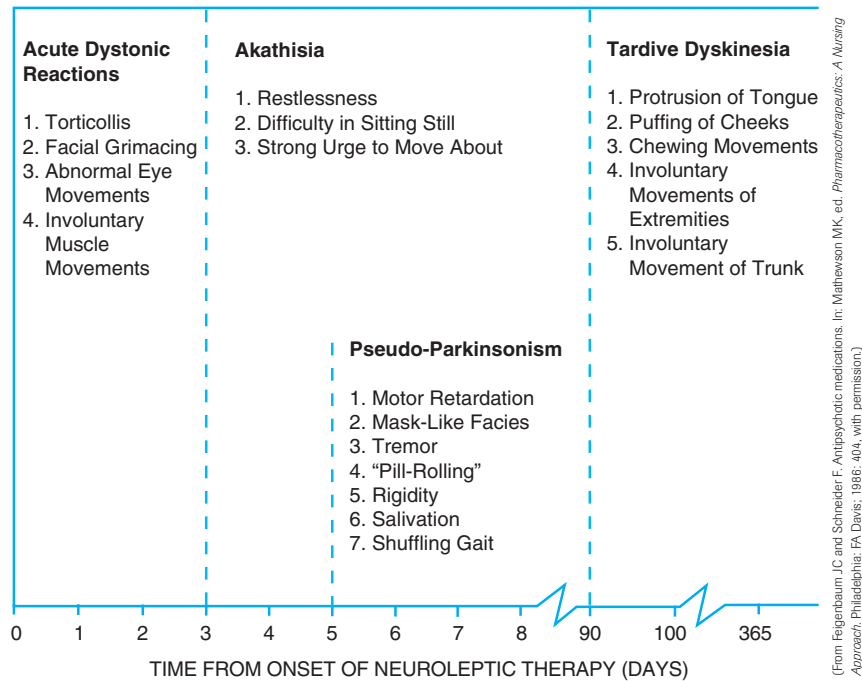 Acute Dystonic
Reactions
1. Torticollis
2. Facial Grimacing
3. Abnormal Eye
Movements
4. Involuntary
Muscle
Movements
Akathisia
1. Restlessness
2. Difficulty in Sitting Still
3. Strong Urge to Move About
Pseudo-Parkinsonism
1. Motor Retardation
2. Mask-Like Facies
3. Tremor
4. “Pill-Rolling”
5. Rigidity
6. Salivation
7. Shuffling Gait
Tardive Dyskinesia
1. Protrusion of Tongue
2. Puffing of Cheeks
3. Chewing Movements
4. Involuntary
Movements of
Extremities
5. Involuntary
Movement of Trunk
0 1 2 3 4 5 6 7 8 90 100 365
TIME FROM ONSET OF NEUROLEPTIC THERAPY (DAYS)
(From Feigenbaum JC and Schneider F. Antipsychotic medications. In: Mathewson MK, ed. Pharmacotherapeutics: A Nursing
Approach. Philadelphia: FA Davis; 1986: 404, with permission.)